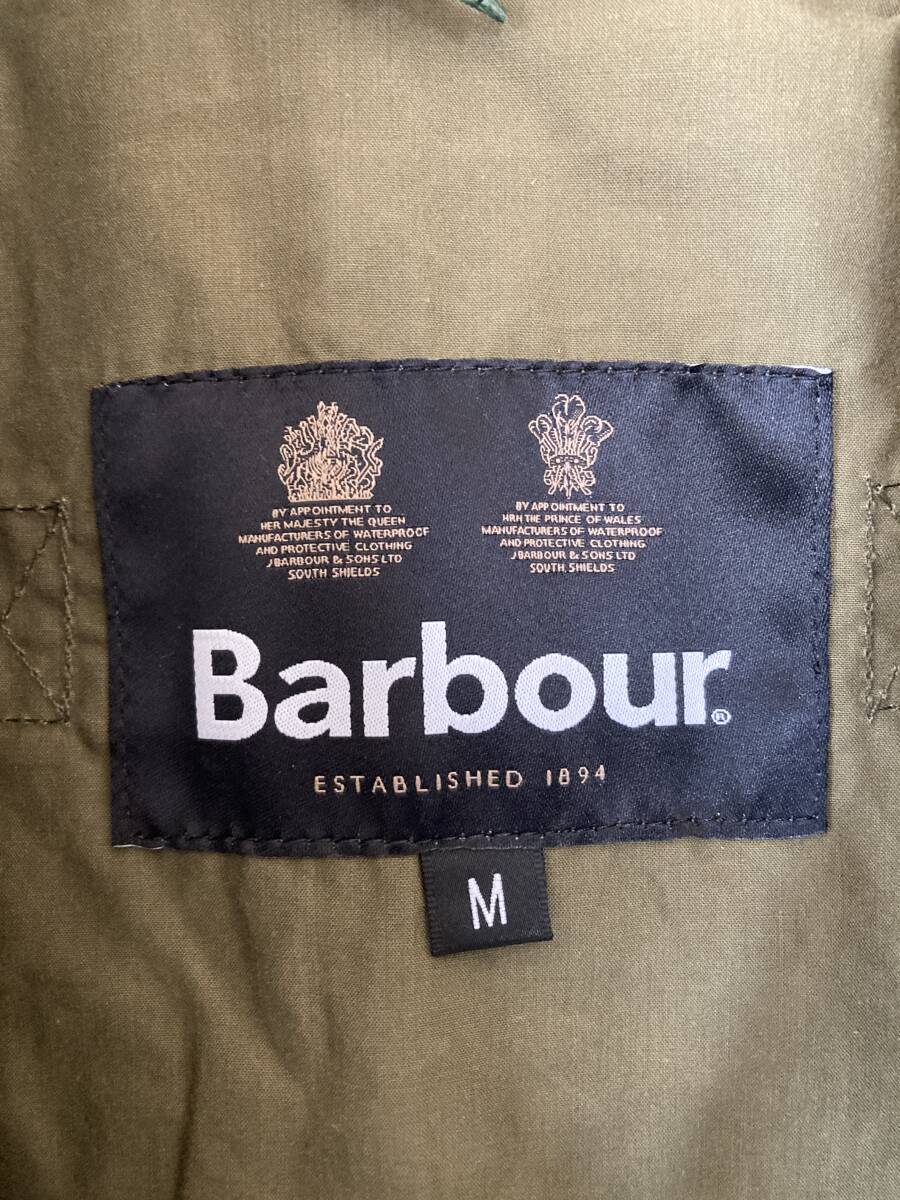 BY APPOINTMENT TO
HER MAJESTY THE QUEEN
MANUFACTURERS OF WATERPROOF
AND PROTECTIVE CLOTHING
J BARBOUR & SONS LTD
SOUTH SHIELDS
BY APPOINTMENT TO
HRH THE PRINCE OF WALES
MANUFACTURERS OF WATERPROOF
AND PROTECTIVE CLOTHING
J BARBOUR & SONS LTD
SOUTH SHIELDS
Barbour®
ESTABLISHED 1894
M